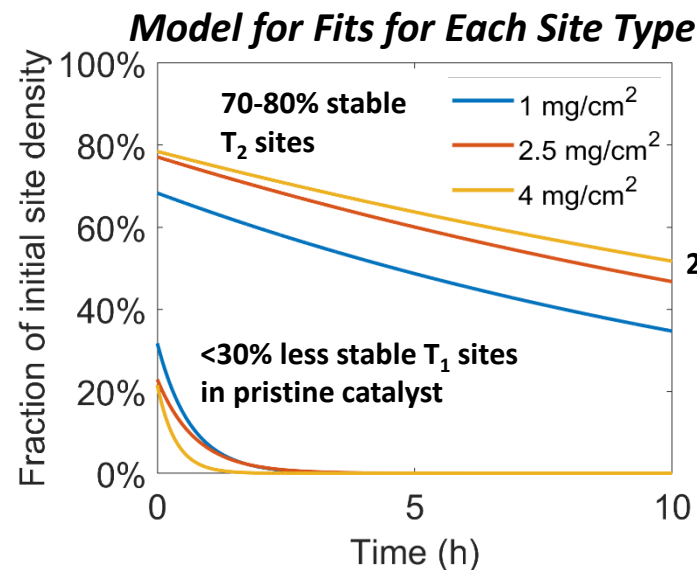 Model for Fits for Each Site Type
100%
80%
60%
40%
20%
0%
Fraction of initial site density
70-80% stable
T₂ sites
1 mg/cm²
2.5 mg/cm²
4 mg/cm²
2
<30% less stable T₁ sites
in pristine catalyst
0
5
10
Time (h)